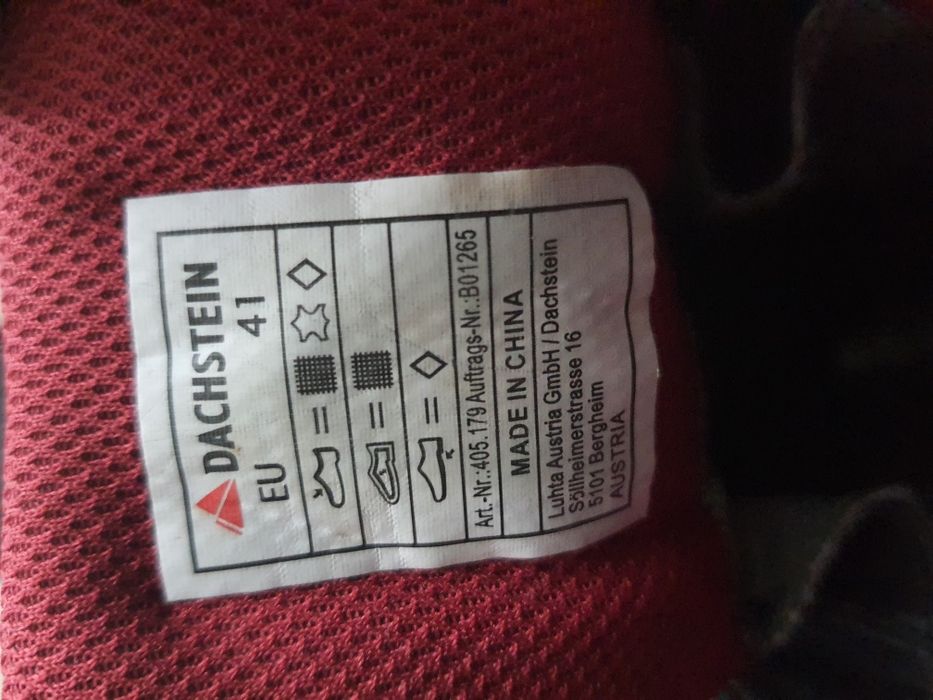 DACHSTEIN
EU 41
=
=
=
Art.-Nr.:405.179 Auftrags-Nr.:B01265
MADE IN CHINA
Luhta Austria GmbH / Dachstein
Söllheimerstrasse 16
5101 Bergheim
AUSTRIA